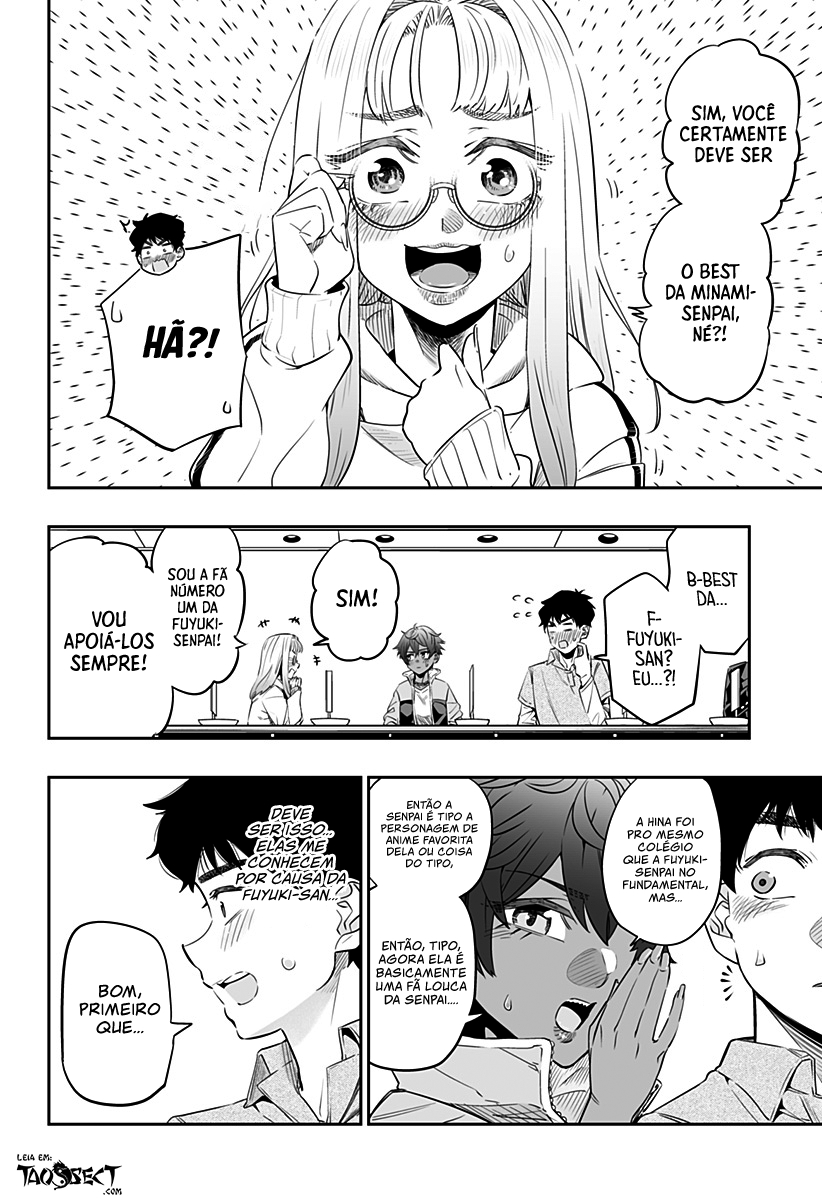 SIM, VOCÊ
CERTAMENTE
DEVE SER
O BEST
DA MINAMI-
SENPAI,
NÉ?!
HÃ?!
B-BEST
DA...
F-
FUYUKI-
SAN?
EU...?!
SIM!
SOU A FÃ
NÚMERO
UM DA
FUYUKI-
SENPAI!
VOU
APOIÁ-LOS
SEMPRE!
A HINA FOI
PRO MESMO
COLÉGIO
QUE A FUYUKI-
SENPAI NO
FUNDAMENTAL,
MAS...
ENTÃO A
SENPAI É TIPO A
PERSONAGEM DE
ANIME FAVORITA
DELA OU COISA
DO TIPO,
ENTÃO, TIPO,
AGORA ELA É
BASICAMENTE
UMA FÃ LOUCA
DA SENPAI....
DEVE
SER ISSO...
ELAS ME
CONHECEM
POR CAUSA DA
FUYUKI-SAN...
BOM,
PRIMEIRO
QUE...
LEIA EM:
TAOSECT
.COM